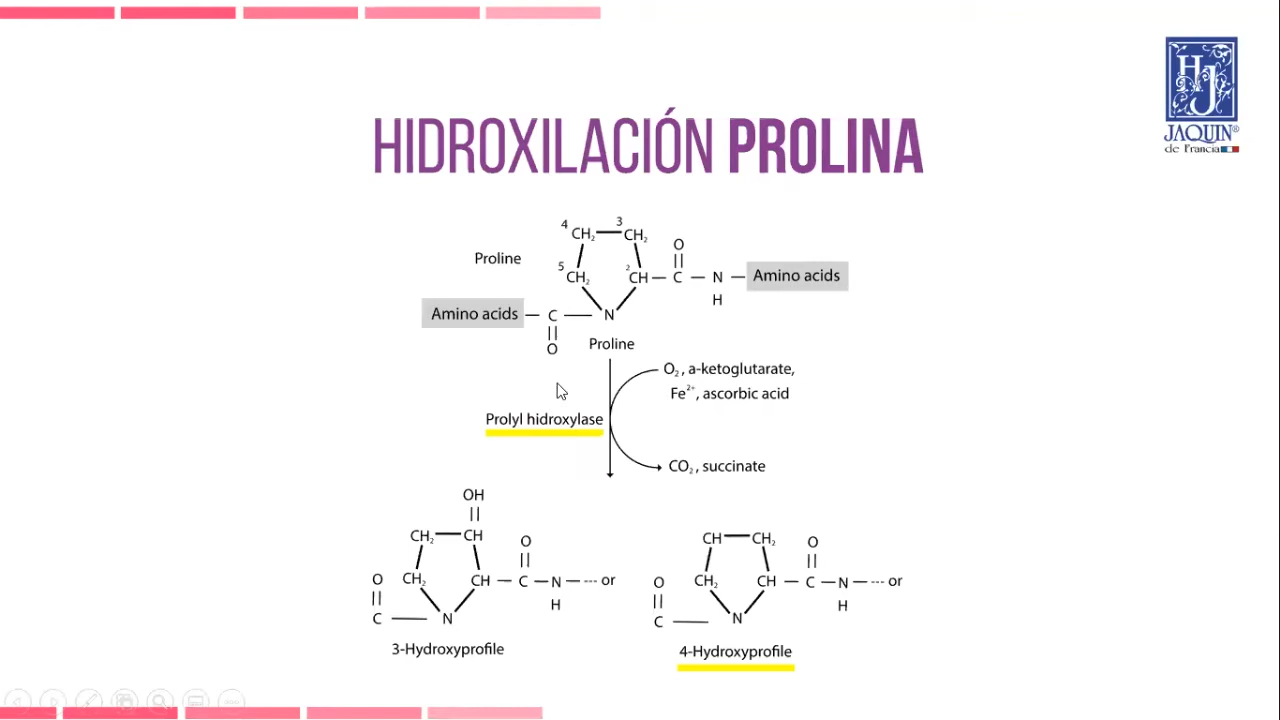 HJ
JAQUIN®
de Francia
HIDROXILACIÓN PROLINA
4 3
CH₂ CH₂
O
Proline
5 2
CH₂ CH C N Amino acids
H
Amino acids C N
O
Proline
O₂, a-ketoglutarate,
Fe²⁺, ascorbic acid
Prolyl hidroxylase
CO₂, succinate
OH
CH₂ CH
O
O CH₂ CH C N --- or
H
C N
3-Hydroxyprofile
CH CH₂
O
O CH₂ CH C N --- or
H
C N
4-Hydroxyprofile